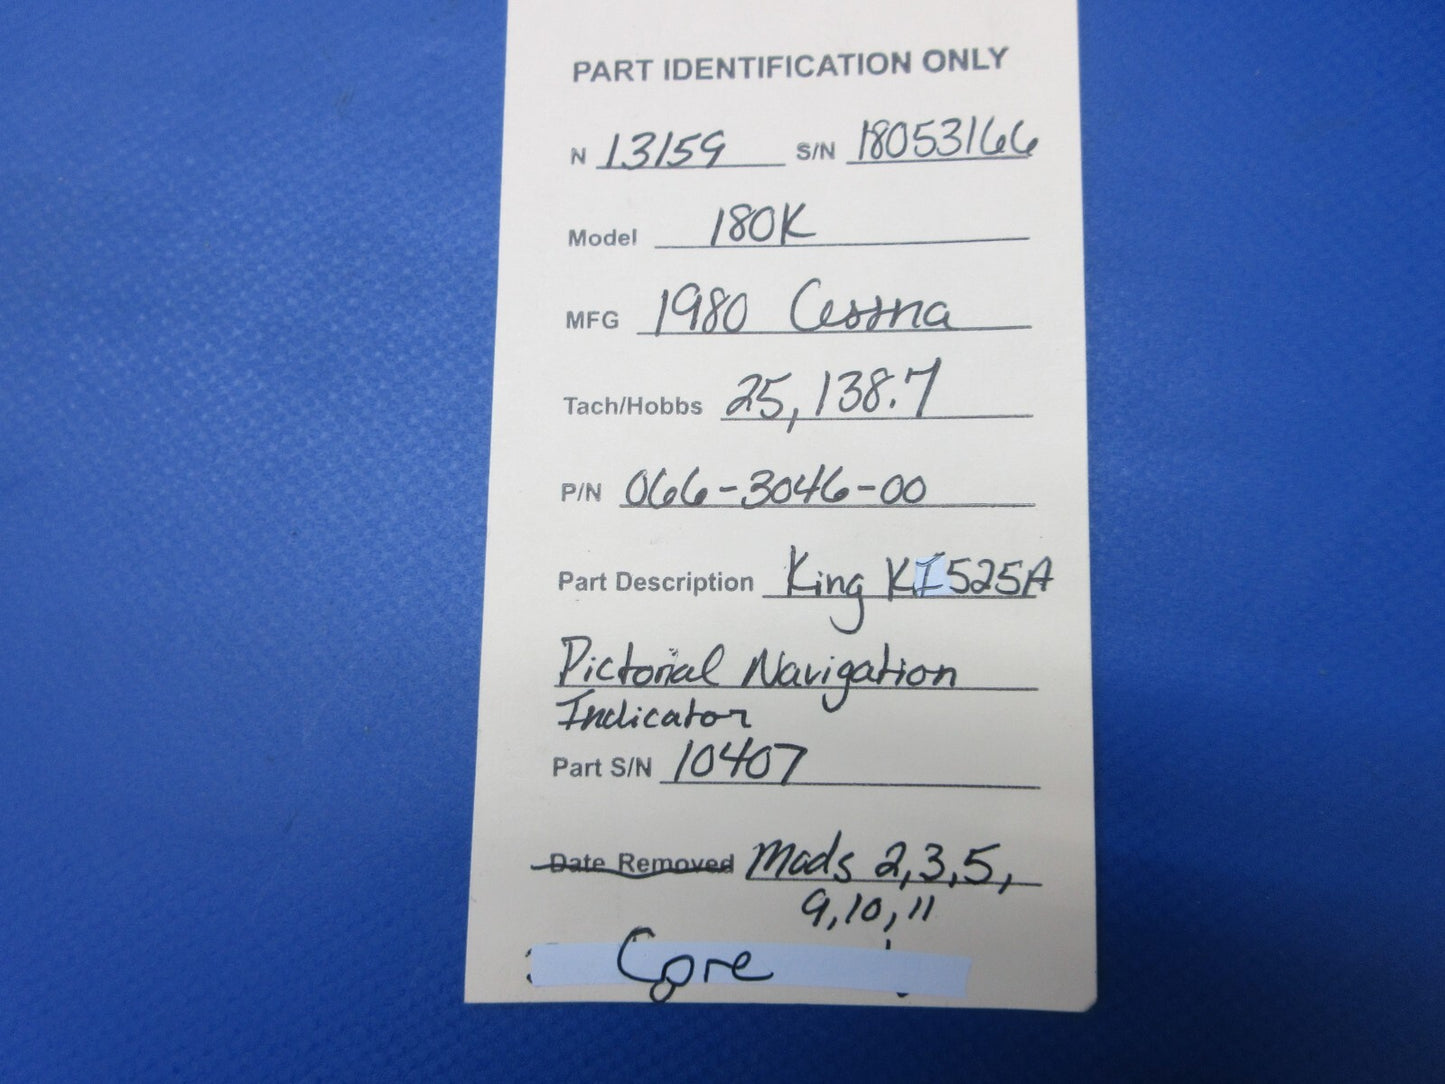 PART IDENTIFICATION ONLY
N 13159 S/N 18053166
Model 180K
MFG 1980 Cessna
Tach/Hobbs 25,138.7
P/N 066-3046-00
Part Description King KI525A
Pictorial Navigation
Indicator
Part S/N 10407
Date Removed Mods 2,3,5,
9,10,11
Core